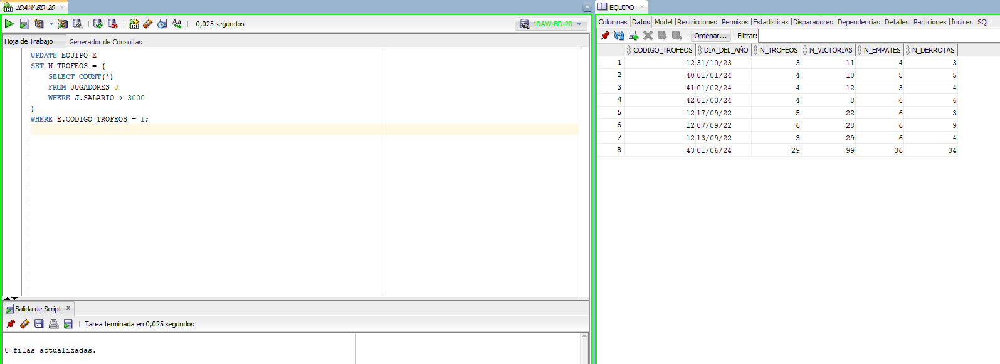 1DAW-BD-20
0,025 segundos
1DAW-BD-20
Hoja de Trabajo
Generador de Consultas
UPDATE EQUIPO E
SET N_TROFEOS = (
SELECT COUNT(*)
FROM JUGADORES J
WHERE J.SALARIO > 3000
)
WHERE E.CODIGO_TROFEOS = 1;
Salida de Script
Tarea terminada en 0,025 segundos
0 filas actualizadas.
EQUIPO
Columnas Datos Model Restricciones Permisos Estadísticas Disparadores Dependencias Detalles Particiones Índices SQL
Ordenar... Filtrar:
CODIGO_TROFEOS DIA_DEL_AÑO N_TROFEOS N_VICTORIAS N_EMPATES N_DERROTAS
1 12 31/10/23 3 11 4 3
2 40 01/01/24 4 10 5 5
3 41 01/02/24 4 12 3 4
4 42 01/03/24 4 8 6 6
5 12 17/09/22 5 22 6 3
6 12 07/09/22 6 28 6 9
7 12 13/09/22 3 29 6 4
8 43 01/06/24 29 99 36 34